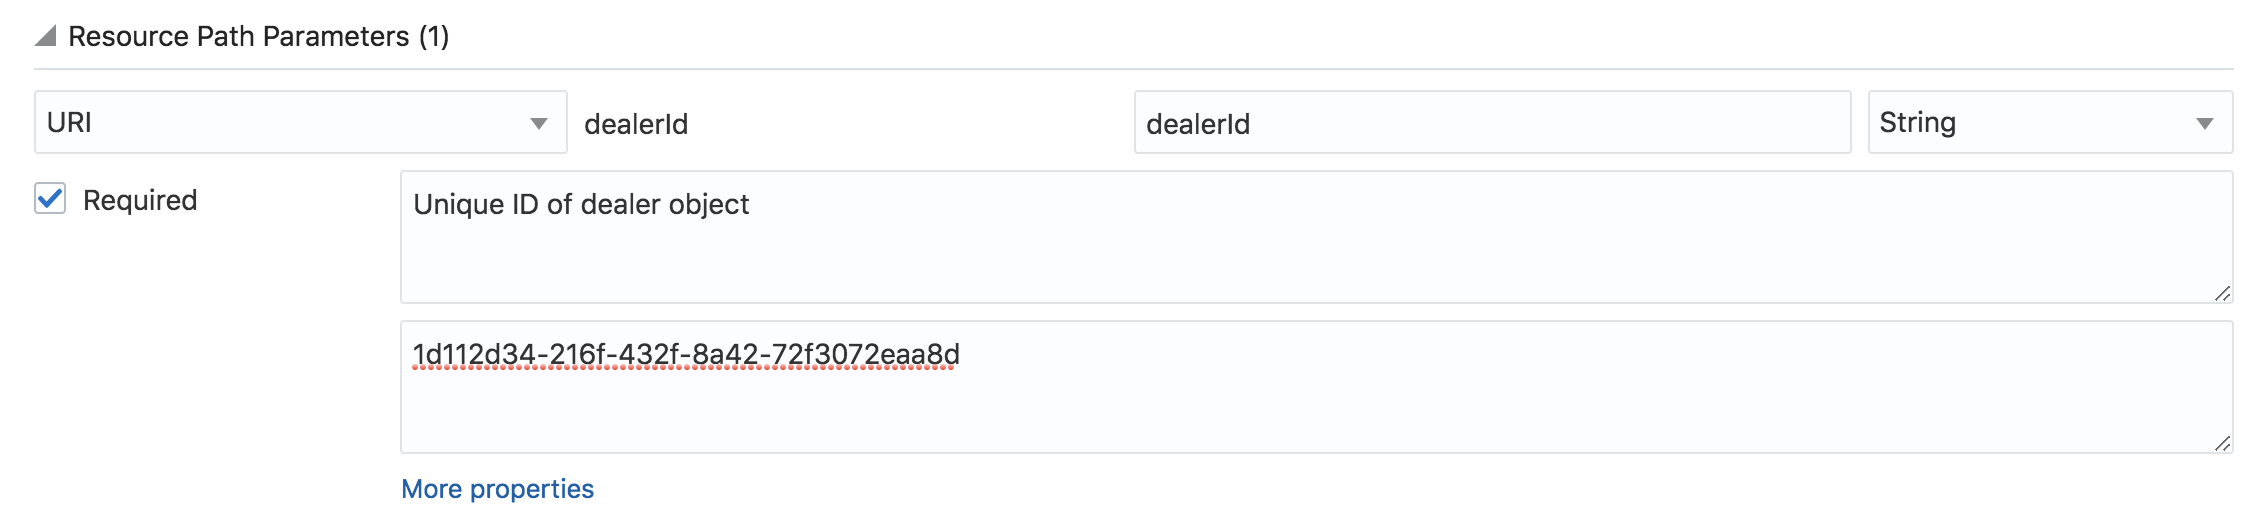 Resource Path Parameters (1)
URI dealerId dealerId String
Required Unique ID of dealer object
1d112d34-216f-432f-8a42-72f3072eaa8d
More properties